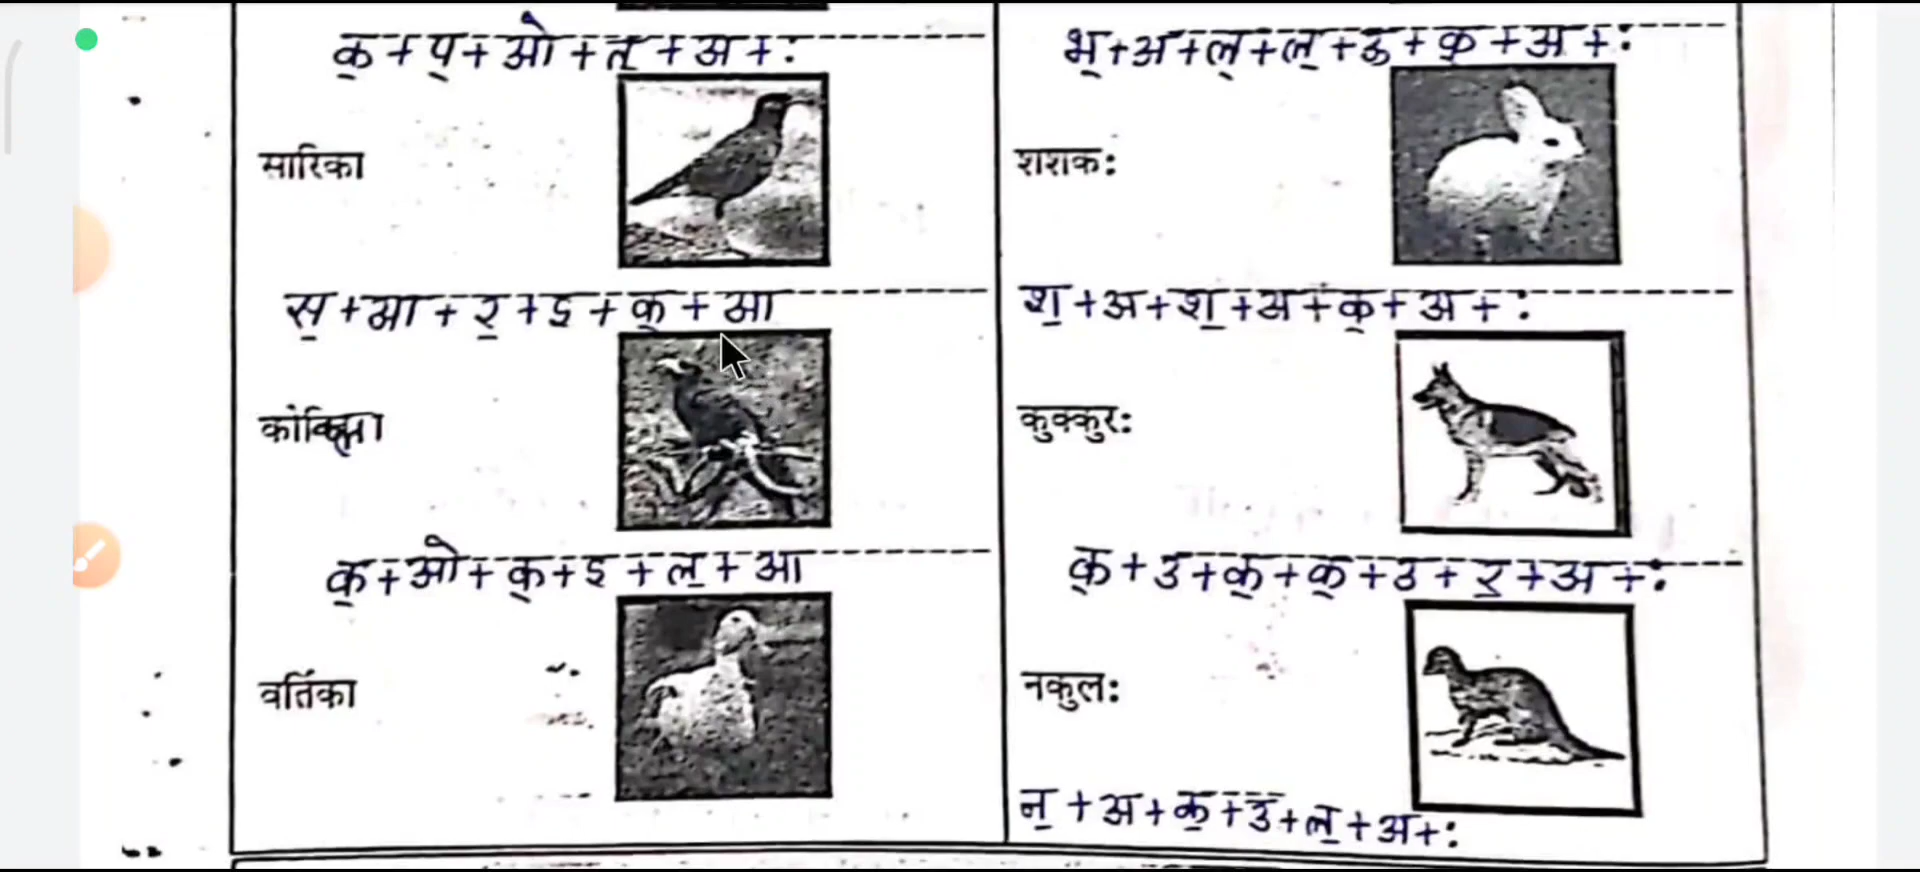 क्+प्+ओ+त्+अ+:
सारिका
स्+आ+र्+इ+क्+आ
कोकिला
क्+ओ+क्+इ+ल्+आ
वर्तिका
भ्+अ+ल्+ल्+ऊ+क्+अ+:
शशक:
श्+अ+श्+अ+क्+अ+:
कुक्कुर:
क्+उ+क्+क्+उ+र्+अ+:
नकुल:
न्+अ+क्+उ+ल्+अ+: